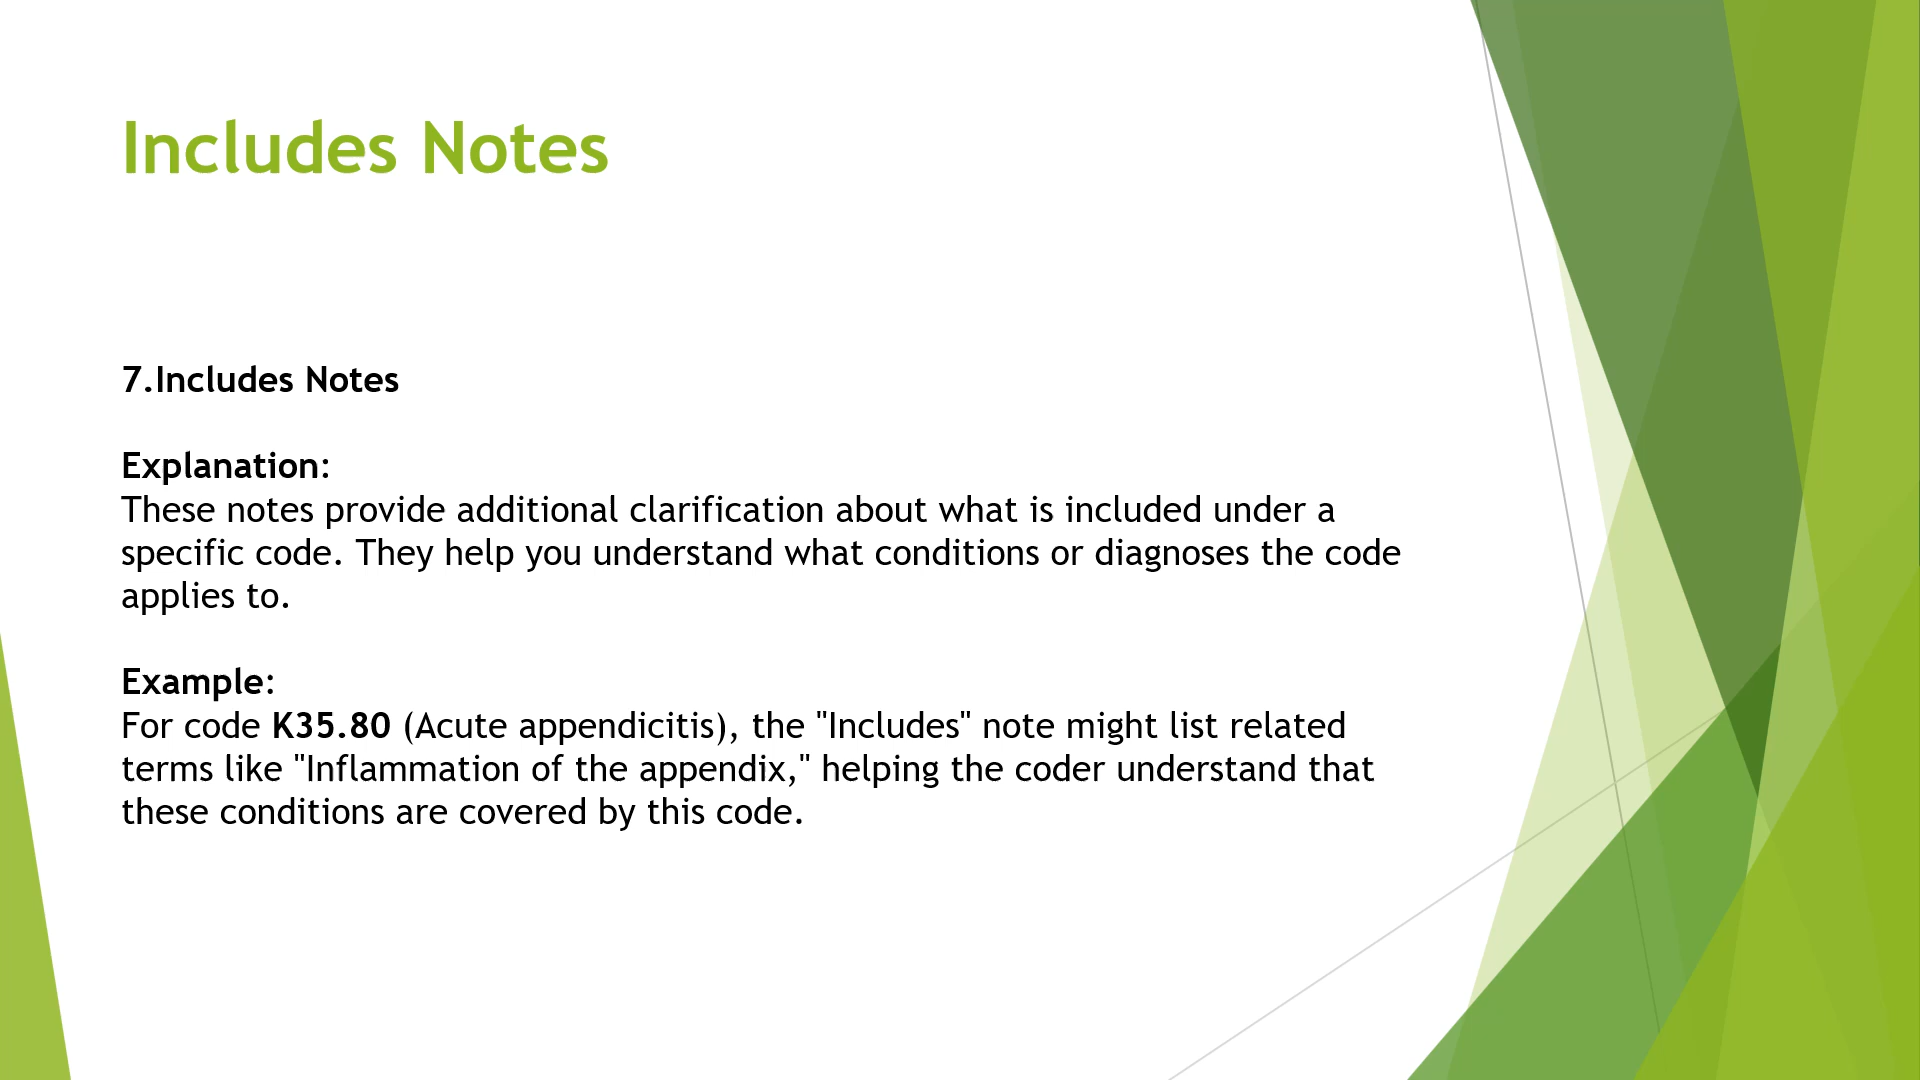 Includes Notes
7.Includes Notes
Explanation:
These notes provide additional clarification about what is included under a
specific code. They help you understand what conditions or diagnoses the code
applies to.
Example:
For code K35.80 (Acute appendicitis), the "Includes" note might list related
terms like "Inflammation of the appendix," helping the coder understand that
these conditions are covered by this code.